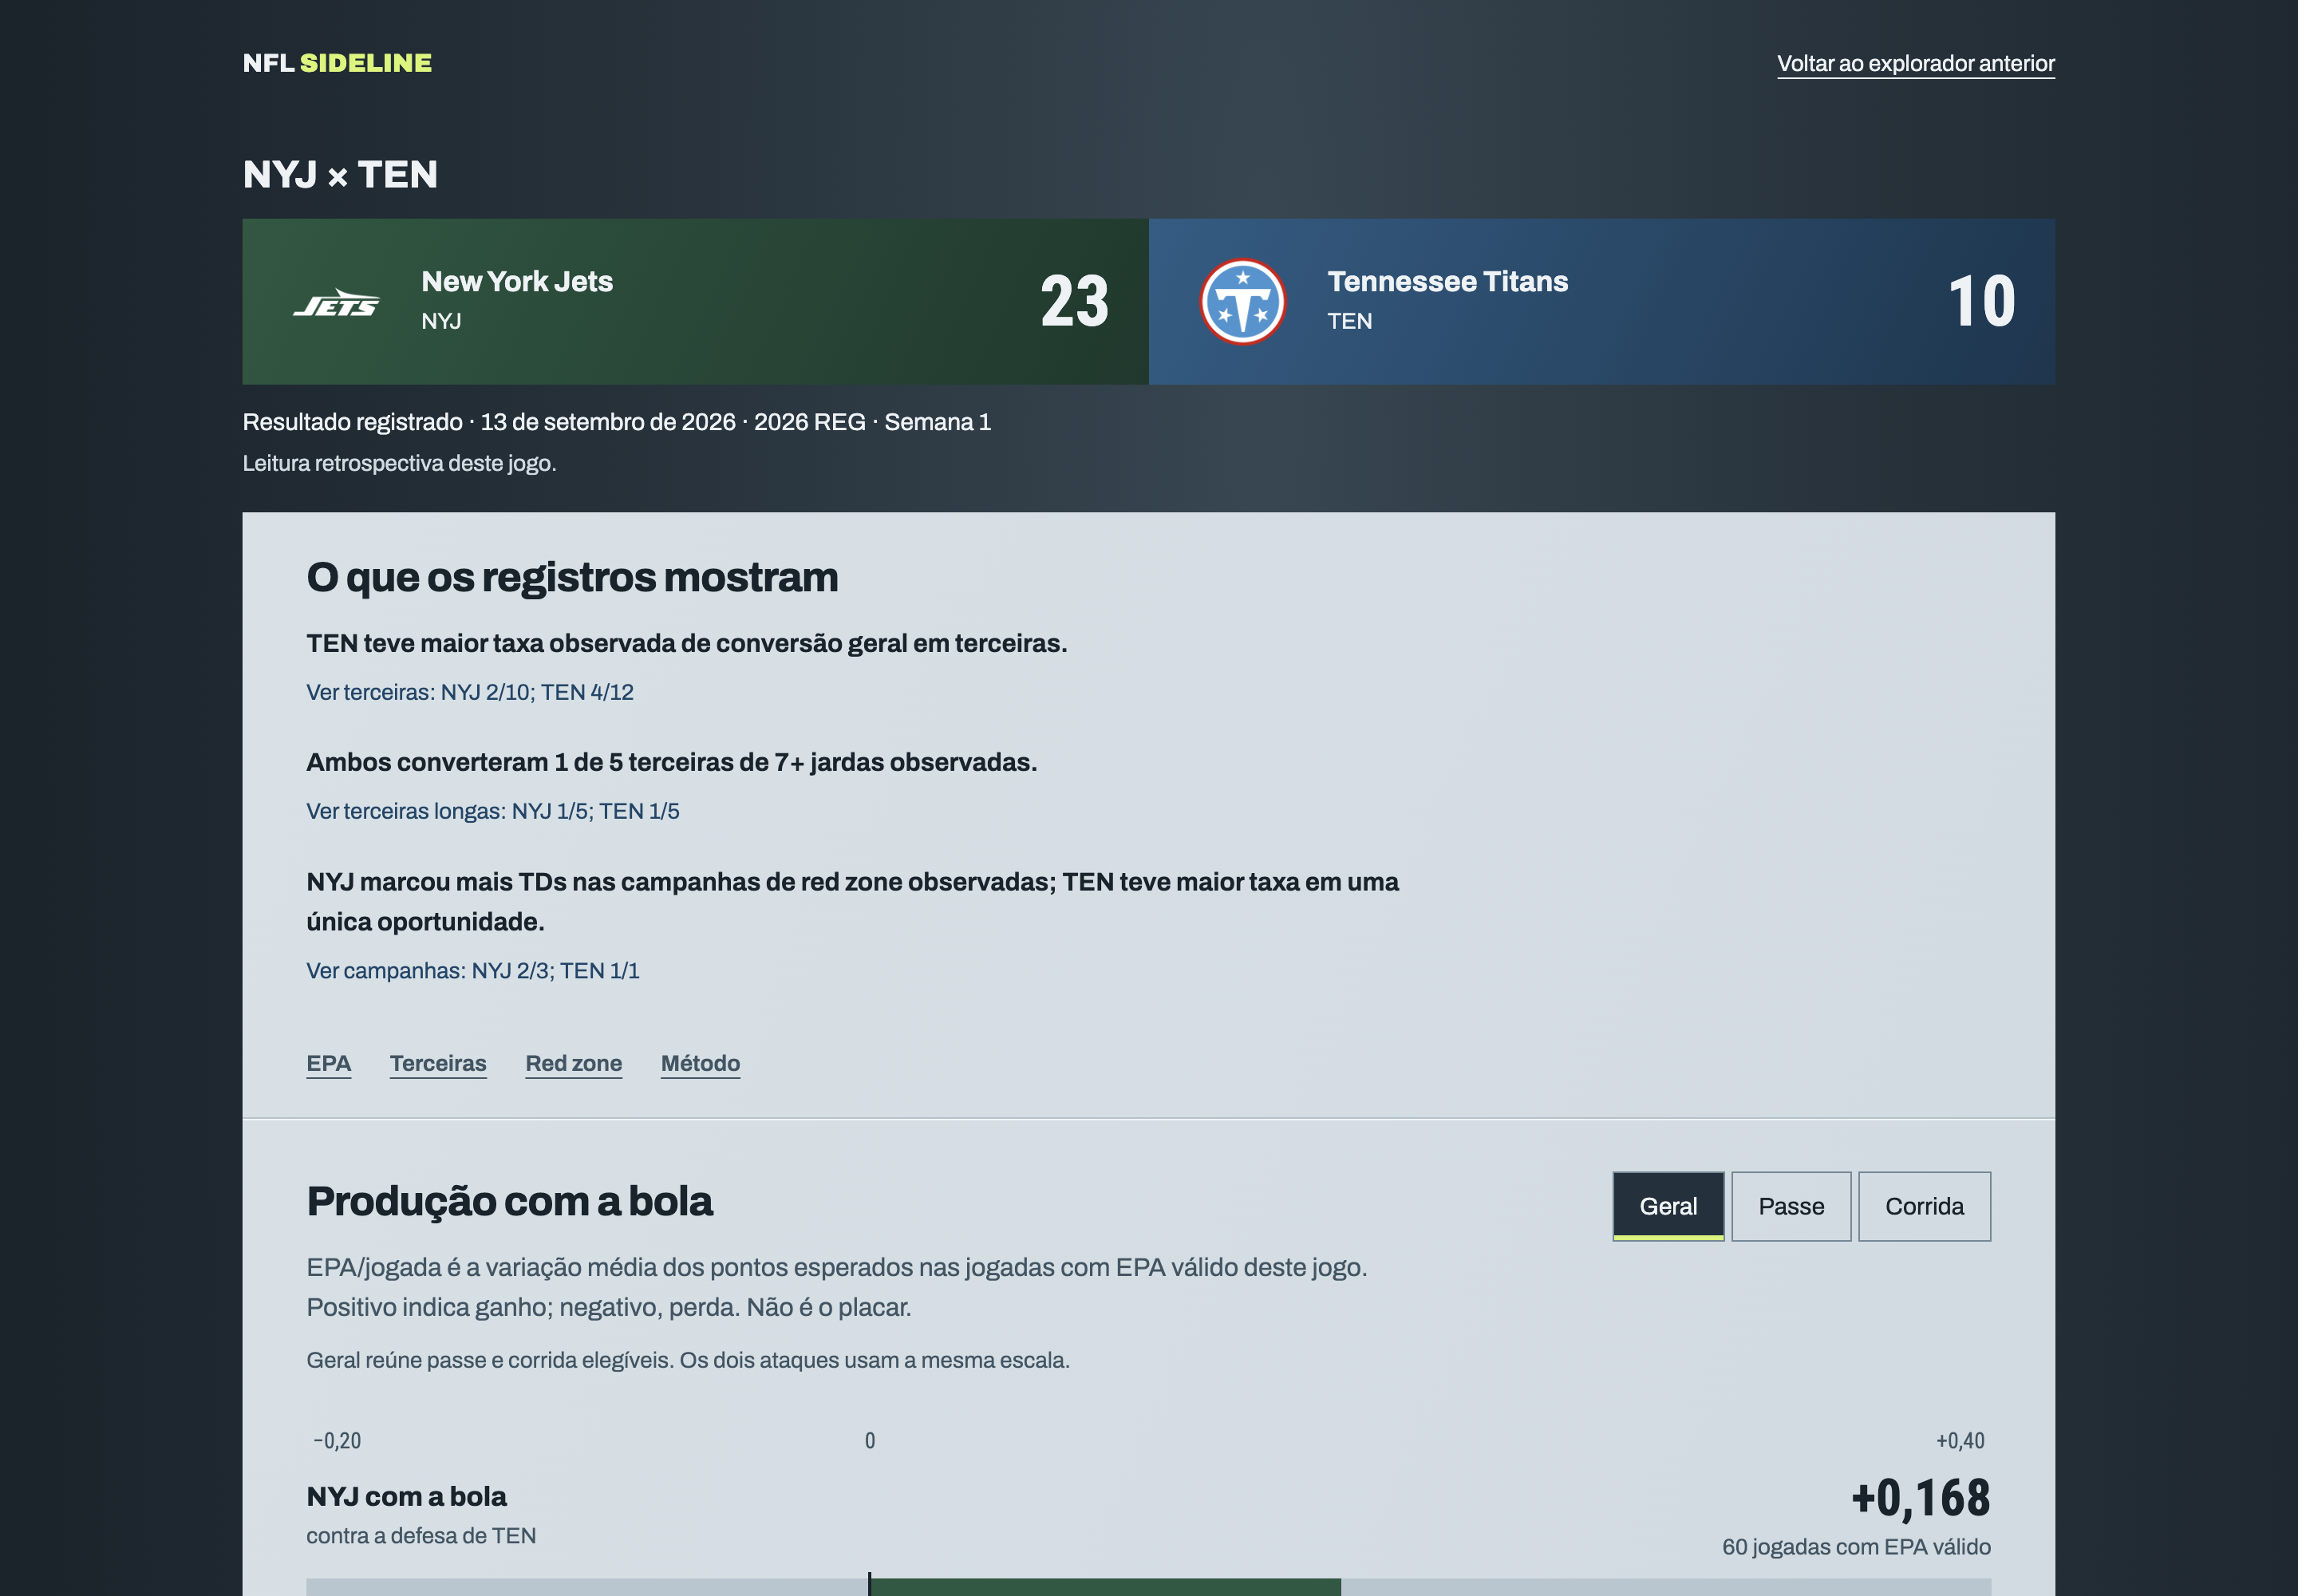 NFL SIDELINE
Voltar ao explorador anterior
NYJ × TEN
JETS
New York Jets
NYJ
23
T
Tennessee Titans
TEN
10
Resultado registrado · 13 de setembro de 2026 · 2026 REG · Semana 1
Leitura retrospectiva deste jogo.
O que os registros mostram
TEN teve maior taxa observada de conversão geral em terceiras.
Ver terceiras: NYJ 2/10; TEN 4/12
Ambos converteram 1 de 5 terceiras de 7+ jardas observadas.
Ver terceiras longas: NYJ 1/5; TEN 1/5
NYJ marcou mais TDs nas campanhas de red zone observadas; TEN teve maior taxa em uma
única oportunidade.
Ver campanhas: NYJ 2/3; TEN 1/1
EPA Terceiras Red zone Método
Produção com a bola
Geral Passe Corrida
EPA/jogada é a variação média dos pontos esperados nas jogadas com EPA válido deste jogo.
Positivo indica ganho; negativo, perda. Não é o placar.
Geral reúne passe e corrida elegíveis. Os dois ataques usam a mesma escala.
−0,20 0 +0,40
NYJ com a bola
+0,168
contra a defesa de TEN
60 jogadas com EPA válido